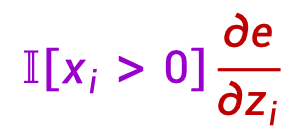 𝕀[xᵢ > 0] ∂e/∂zᵢ